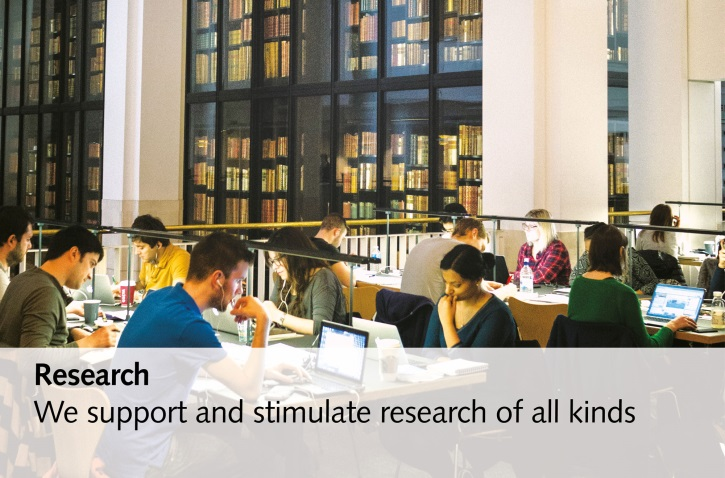 Research
We support and stimulate research of all kinds